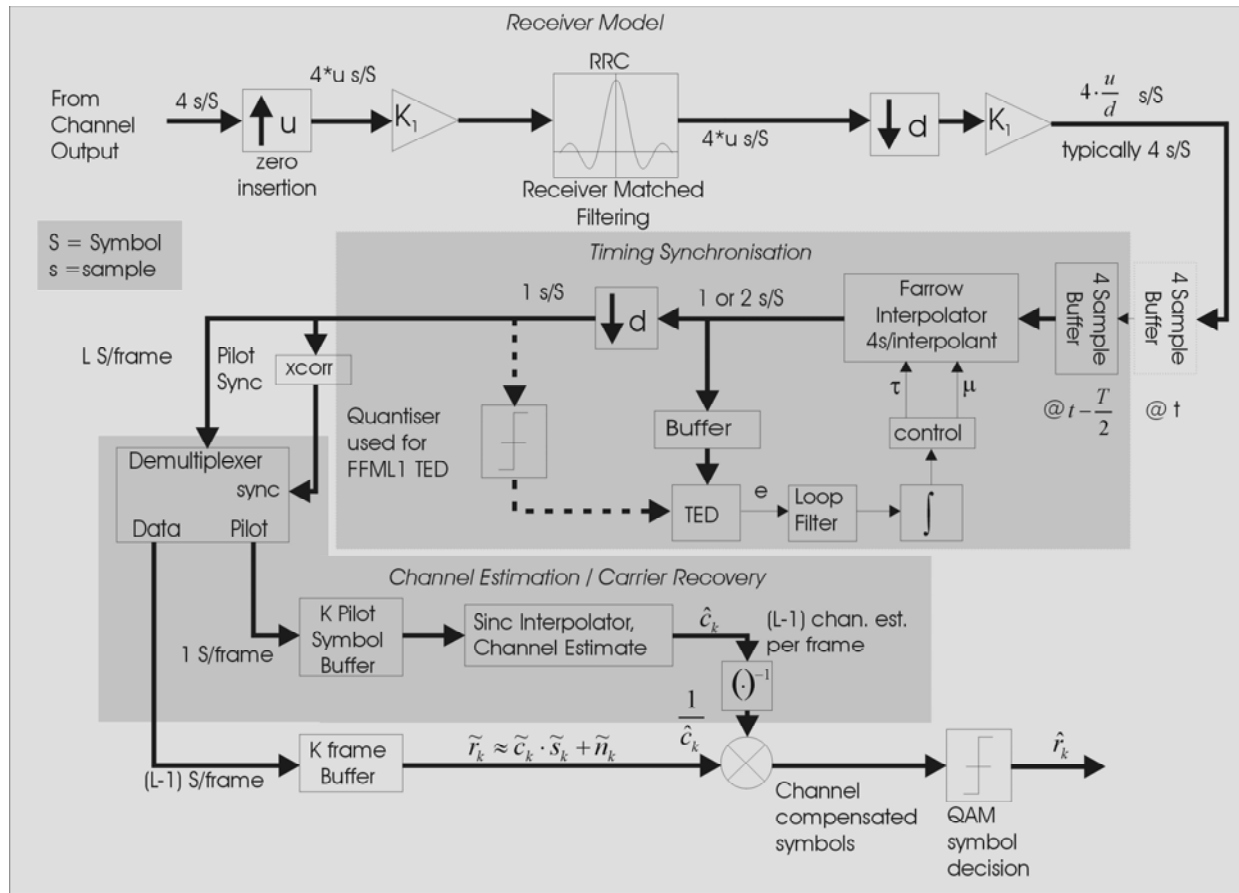 Receiver Model
From
Channel
Output
4 s/S
u
zero
insertion
4*u s/S
K1
RRC
Receiver Matched
Filtering
4*u s/S
d
K1
4 · u/d s/S
typically 4 s/S
S = Symbol
s =sample
Timing Synchronisation
1 s/S
d
1 or 2 s/S
Farrow
Interpolator
4s/interpolant
4 Sample
Buffer
4 Sample
Buffer
@ t − T/2
@ t
τ
μ
control
L S/frame
Pilot
Sync
xcorr
Quantiser
used for
FFML1 TED
Buffer
TED
e
Loop
Filter
∫
Demultiplexer
sync
Data
Pilot
Channel Estimation / Carrier Recovery
1 S/frame
K Pilot
Symbol
Buffer
Sinc Interpolator,
Channel Estimate
ĉk
(L-1) chan. est.
per frame
(·)⁻¹
1/ĉk
(L-1) S/frame
K frame
Buffer
r̃k ≈ c̃k · s̃k + ñk
Channel
compensated
symbols
QAM
symbol
decision
r̂k